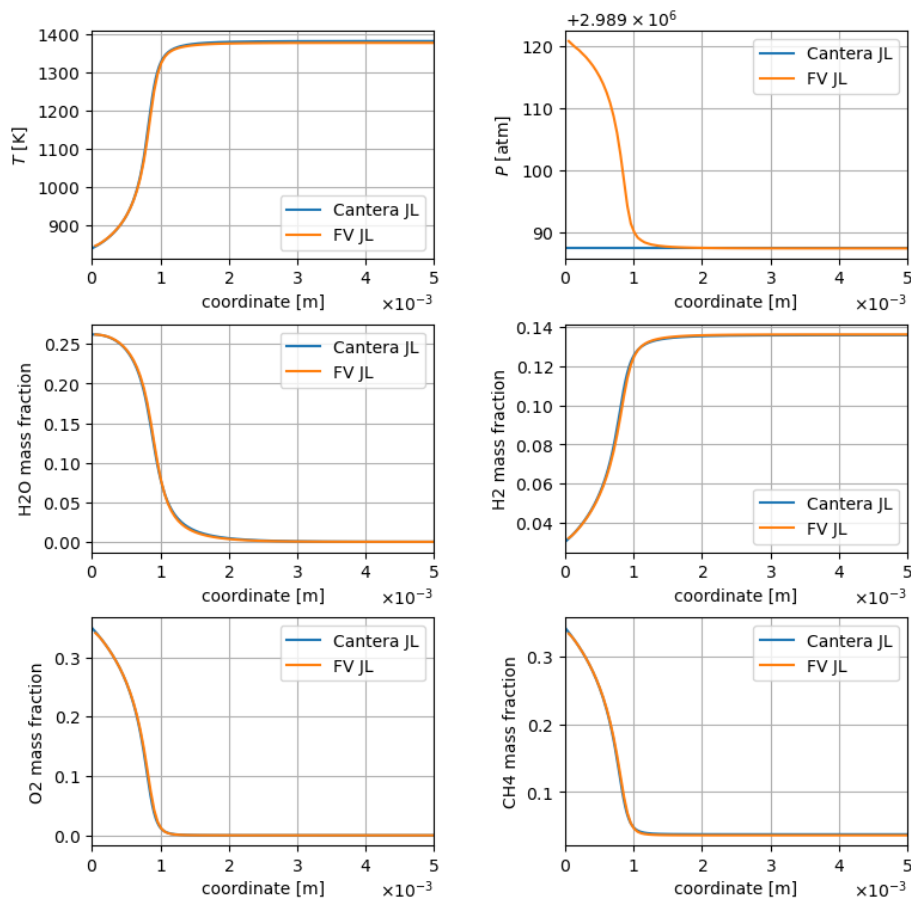 T [K]
1400
1300
1200
1100
1000
900
Cantera JL
FV JL
0 1 2 3 4 5
coordinate [m] ×10⁻³
+2.989 × 10⁶
P [atm]
120
110
100
90
Cantera JL
FV JL
0 1 2 3 4 5
coordinate [m] ×10⁻³
H2O mass fraction
0.25
0.20
0.15
0.10
0.05
0.00
Cantera JL
FV JL
0 1 2 3 4 5
coordinate [m] ×10⁻³
H2 mass fraction
0.14
0.12
0.10
0.08
0.06
0.04
Cantera JL
FV JL
0 1 2 3 4 5
coordinate [m] ×10⁻³
O2 mass fraction
0.3
0.2
0.1
0.0
Cantera JL
FV JL
0 1 2 3 4 5
coordinate [m] ×10⁻³
CH4 mass fraction
0.3
0.2
0.1
Cantera JL
FV JL
0 1 2 3 4 5
coordinate [m] ×10⁻³